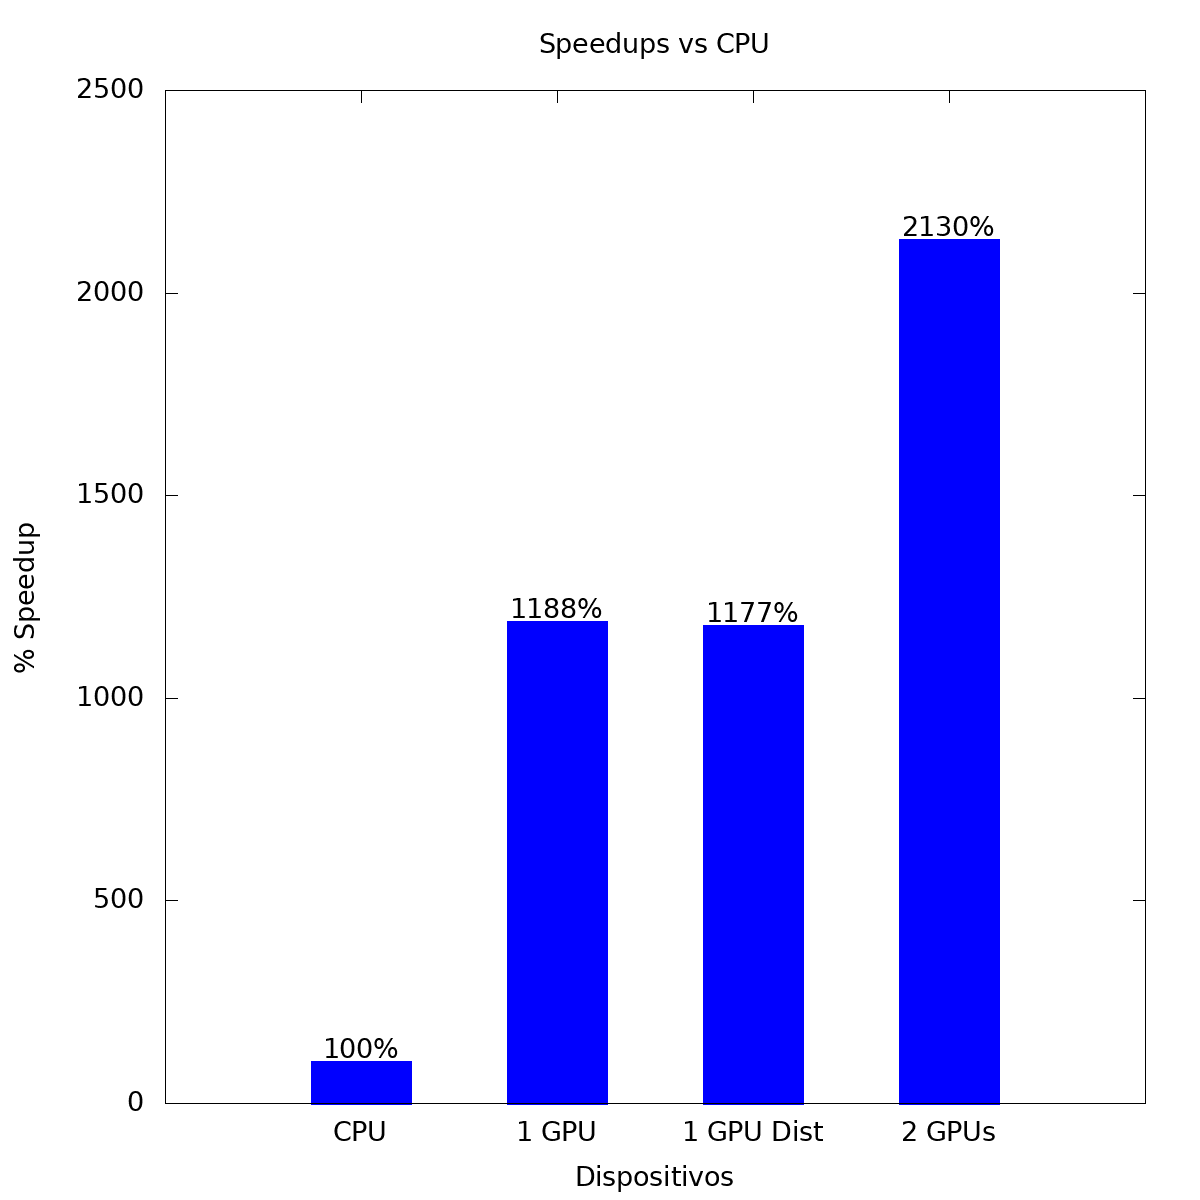 Speedups vs CPU
2500
2000
1500
1000
500
0
% Speedup
100%
1188%
1177%
2130%
CPU
1 GPU
1 GPU Dist
2 GPUs
Dispositivos